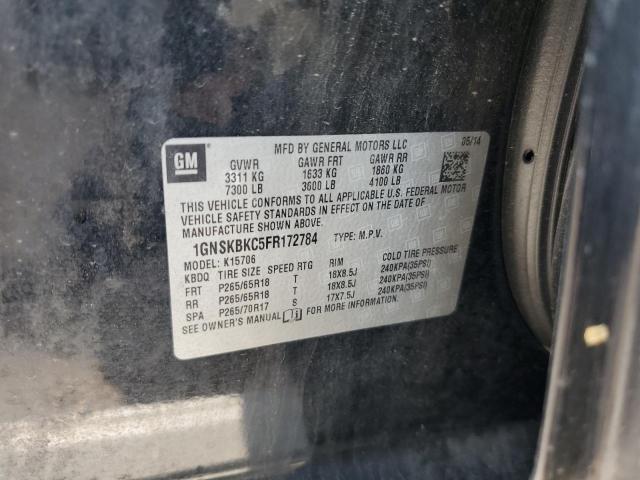 GM
MFD BY GENERAL MOTORS LLC 05/14
GVWR GAWR FRT GAWR RR
3311 KG 1633 KG 1860 KG
7300 LB 3600 LB 4100 LB
THIS VEHICLE CONFORMS TO ALL APPLICABLE U.S. FEDERAL MOTOR
VEHICLE SAFETY STANDARDS IN EFFECT ON THE DATE OF
MANUFACTURE SHOWN ABOVE.
1GNSKBKC5FR172784 TYPE: M.P.V.
MODEL: K15706
KBDQ TIRE SIZE SPEED RTG RIM COLD TIRE PRESSURE
FRT P265/65R18 T 18X8.5J 240KPA(35PSI)
RR P265/65R18 T 18X8.5J 240KPA(35PSI)
SPA P265/70R17 S 17X7.5J 240KPA(35PSI)
SEE OWNER'S MANUAL FOR MORE INFORMATION